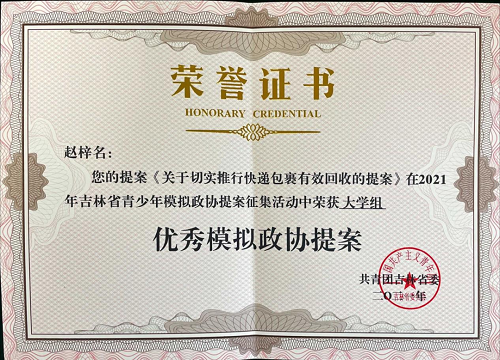 荣誉证书
HONORARY CREDENTIAL
赵梓名：
您的提案《关于切实推行快递包裹有效回收的提案》在2021
年吉林省青少年模拟政协提案征集活动中荣获 大学组
优秀模拟政协提案
共青团吉林省委